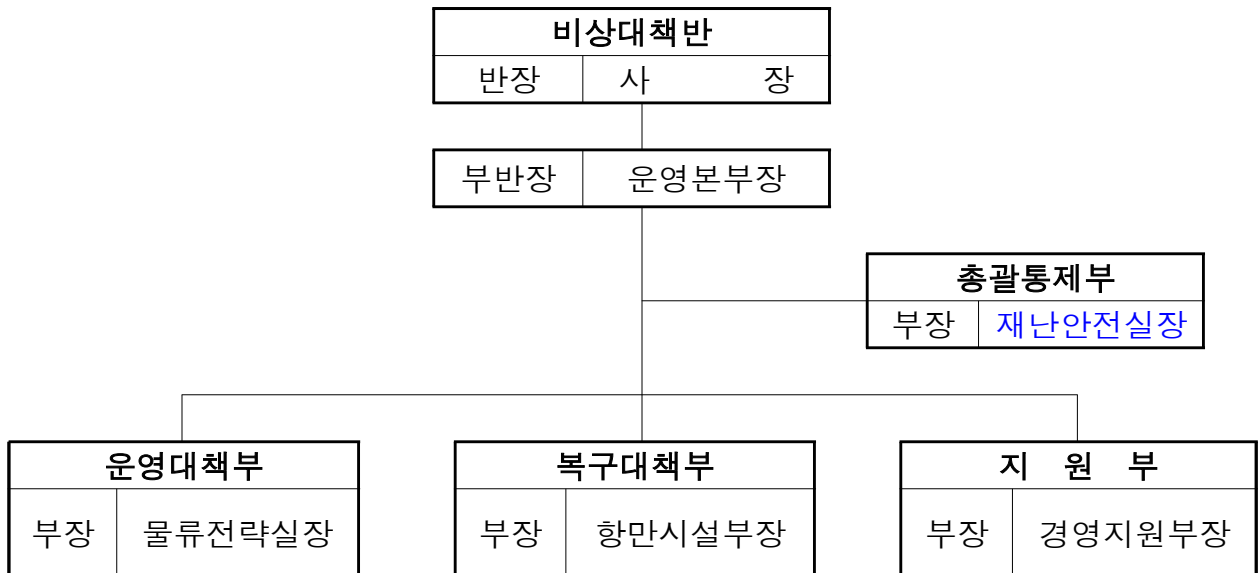 비상대책반
반장 사 장
부반장 운영본부장
총괄통제부
부장 재난안전실장
운영대책부 복구대책부 지 원 부
부장 물류전략실장 부장 항만시설부장 부장 경영지원부장